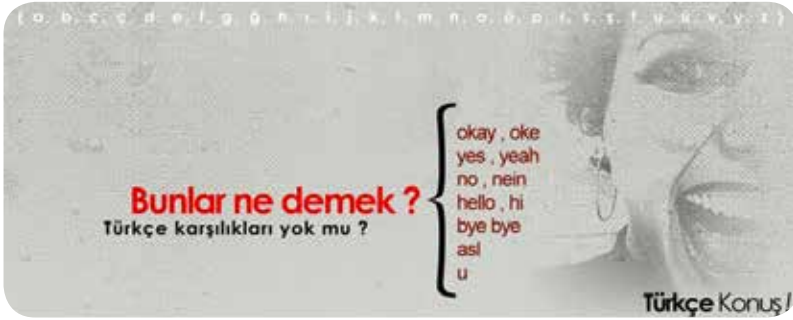 ( a, b, c, ç, d, e, f, g, ğ, h, ı, i, j, k, l, m, n, o, ö, p, r, s, ş, t, u, ü, v, y, z )
okay , oke
yes , yeah
no , nein
hello , hi
bye bye
asl
u
Bunlar ne demek ?
Türkçe karşılıkları yok mu ?
Türkçe Konuş!